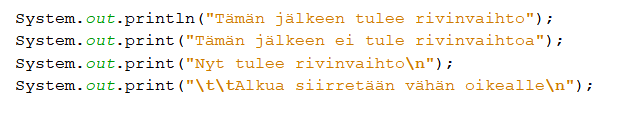 System.out.println("Tämän jälkeen tulee rivinvaihto");
System.out.print("Tämän jälkeen ei tule rivinvaihtoa");
System.out.print("Nyt tulee rivinvaihto\n");
System.out.print("\t\tAlkua siirretään vähän oikealle\n");